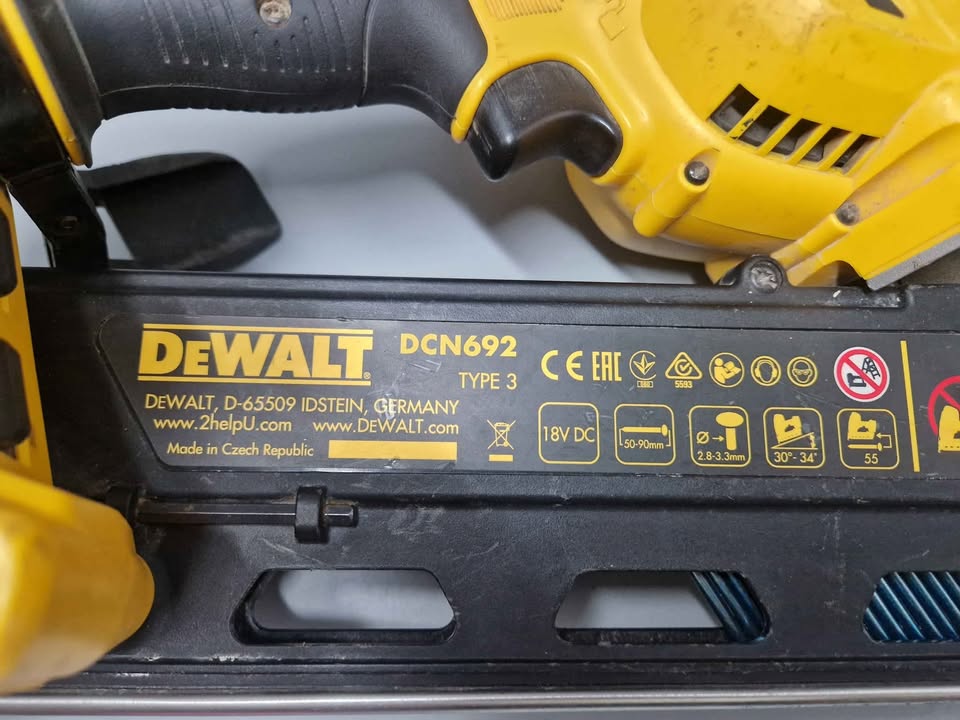 DEWALT®
DCN692
TYPE 3
DEWALT, D-65509 IDSTEIN, GERMANY
www.2helpU.com www.DEWALT.com
Made in Czech Republic
CE EAC
5593
18V DC
50-90mm
Ø
2.8-3.3mm
30°- 34°
55